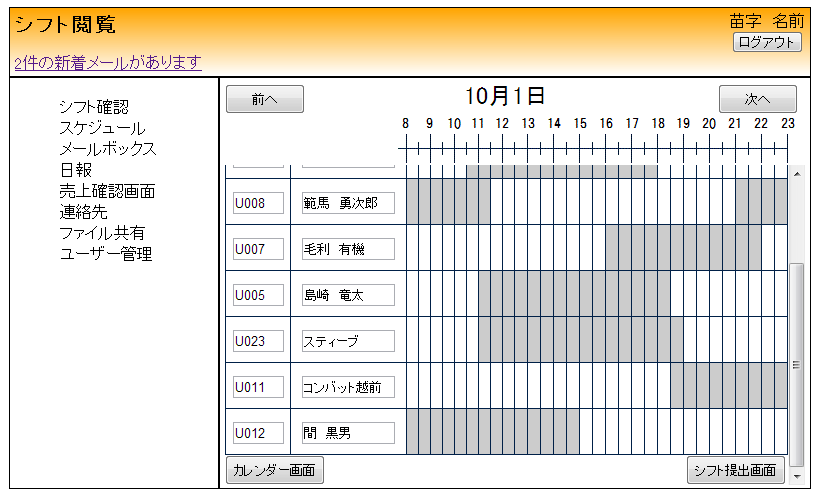 シフト閲覧
苗字 名前
ログアウト
2件の新着メールがあります
シフト確認
スケジュール
メールボックス
日報
売上確認画面
連絡先
ファイル共有
ユーザー管理
前へ
10月1日
次へ
8 9 10 11 12 13 14 15 16 17 18 19 20 21 22 23
U008 範馬 勇次郎
U007 毛利 有機
U005 島崎 竜太
U023 スティーブ
U011 コンバット越前
U012 間 黒男
カレンダー画面
シフト提出画面